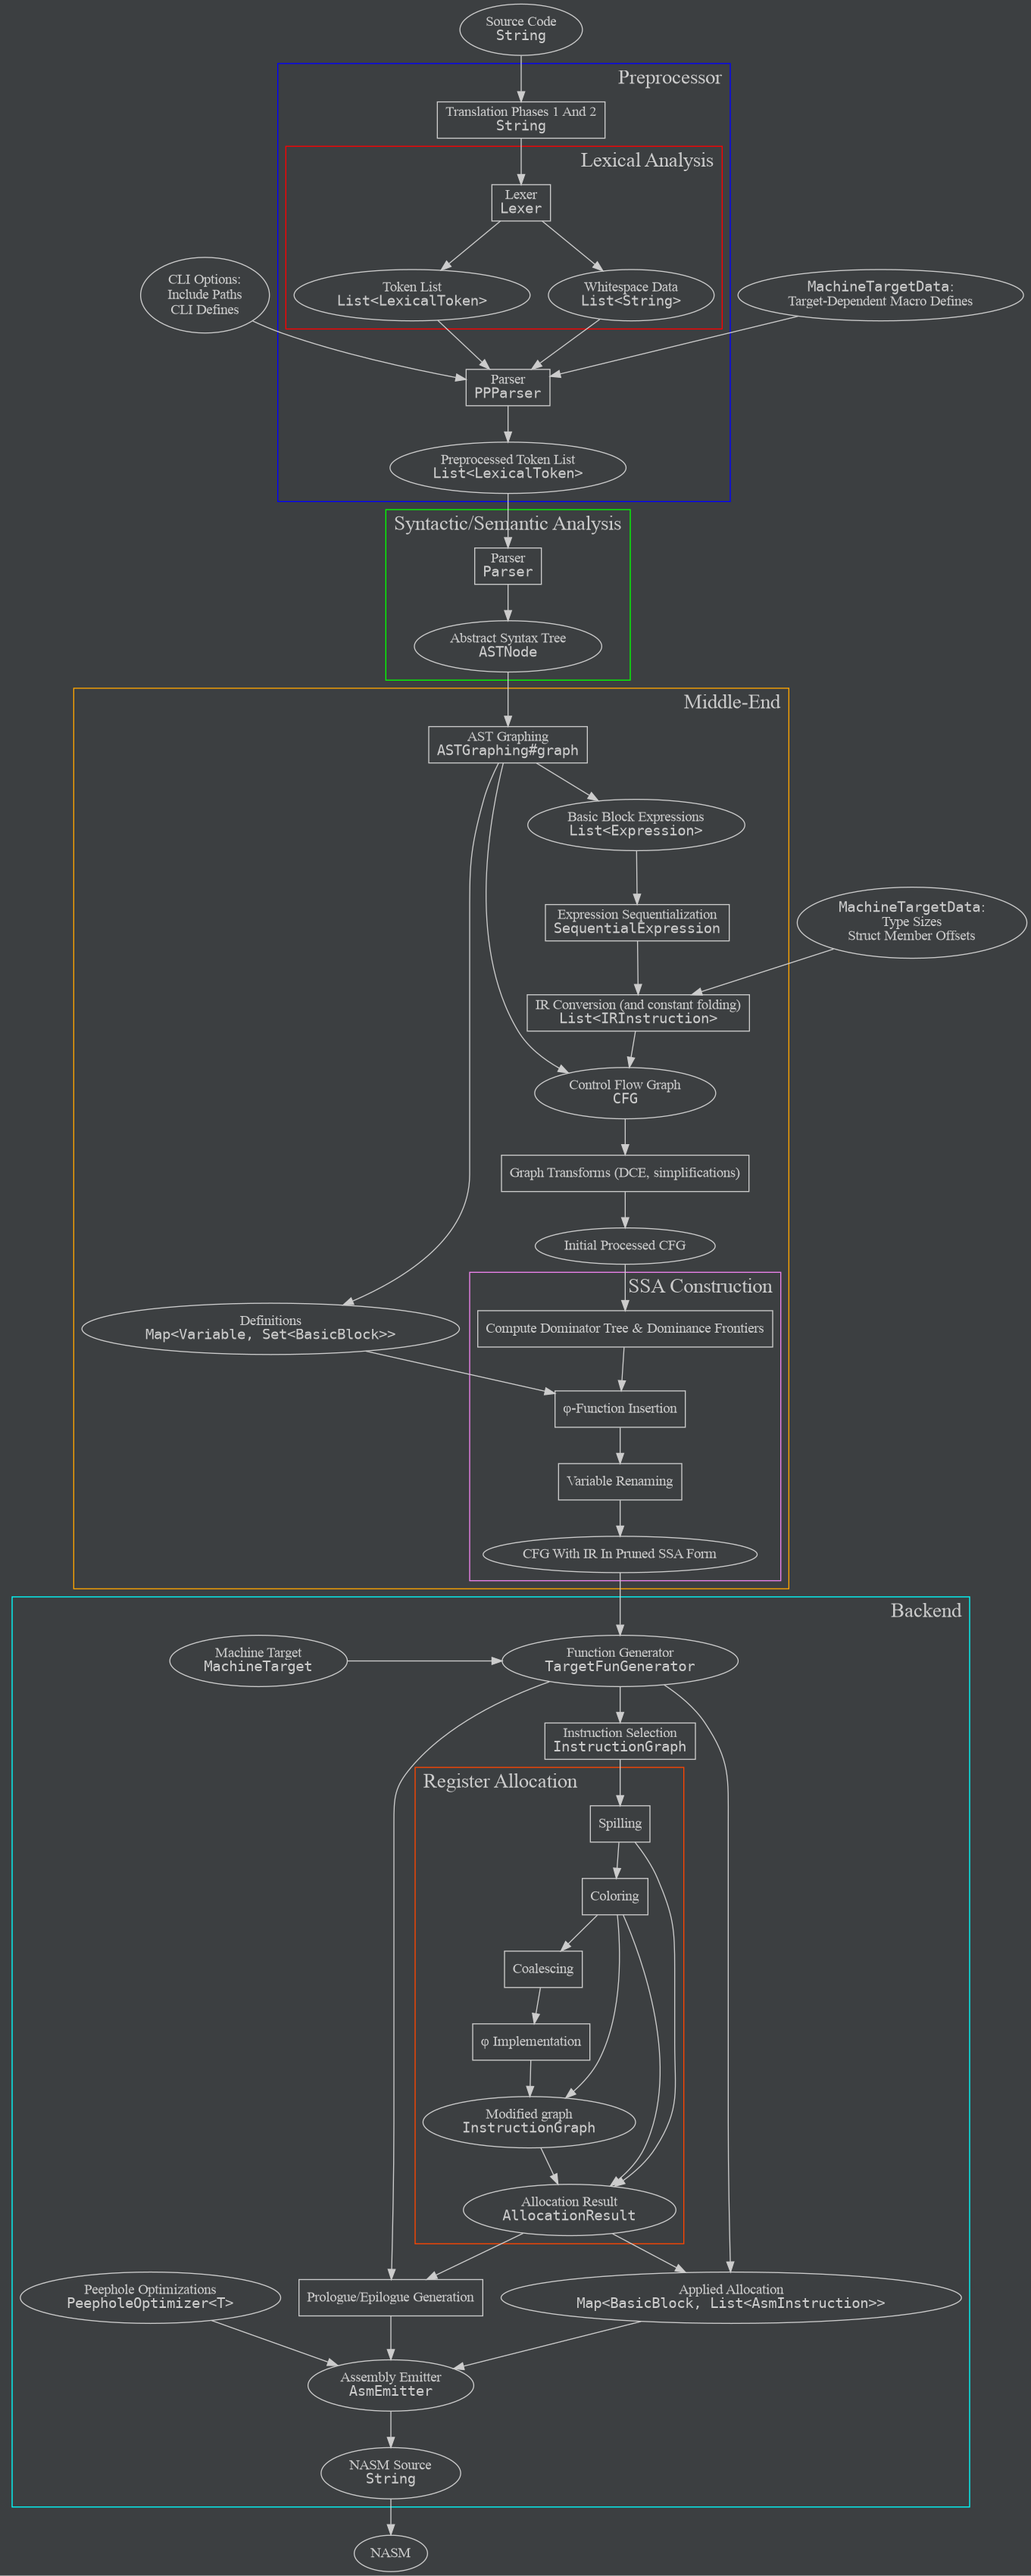 Source Code
String
Preprocessor
Translation Phases 1 And 2
String
Lexical Analysis
Lexer
Lexer
CLI Options:
Include Paths
CLI Defines
Token List
List<LexicalToken>
Whitespace Data
List<String>
MachineTargetData:
Target-Dependent Macro Defines
Parser
PPParser
Preprocessed Token List
List<LexicalToken>
Syntactic/Semantic Analysis
Parser
Parser
Abstract Syntax Tree
ASTNode
Middle-End
AST Graphing
ASTGraphing#graph
Basic Block Expressions
List<Expression>
Expression Sequentialization
SequentialExpression
MachineTargetData:
Type Sizes
Struct Member Offsets
IR Conversion (and constant folding)
List<IRInstruction>
Control Flow Graph
CFG
Graph Transforms (DCE, simplifications)
Initial Processed CFG
SSA Construction
Definitions
Map<Variable, Set<BasicBlock>>
Compute Dominator Tree & Dominance Frontiers
φ-Function Insertion
Variable Renaming
CFG With IR In Pruned SSA Form
Backend
Machine Target
MachineTarget
Function Generator
TargetFunGenerator
Instruction Selection
InstructionGraph
Register Allocation
Spilling
Coloring
Coalescing
φ Implementation
Modified graph
InstructionGraph
Allocation Result
AllocationResult
Peephole Optimizations
PeepholeOptimizer<T>
Prologue/Epilogue Generation
Applied Allocation
Map<BasicBlock, List<AsmInstruction>>
Assembly Emitter
AsmEmitter
NASM Source
String
NASM